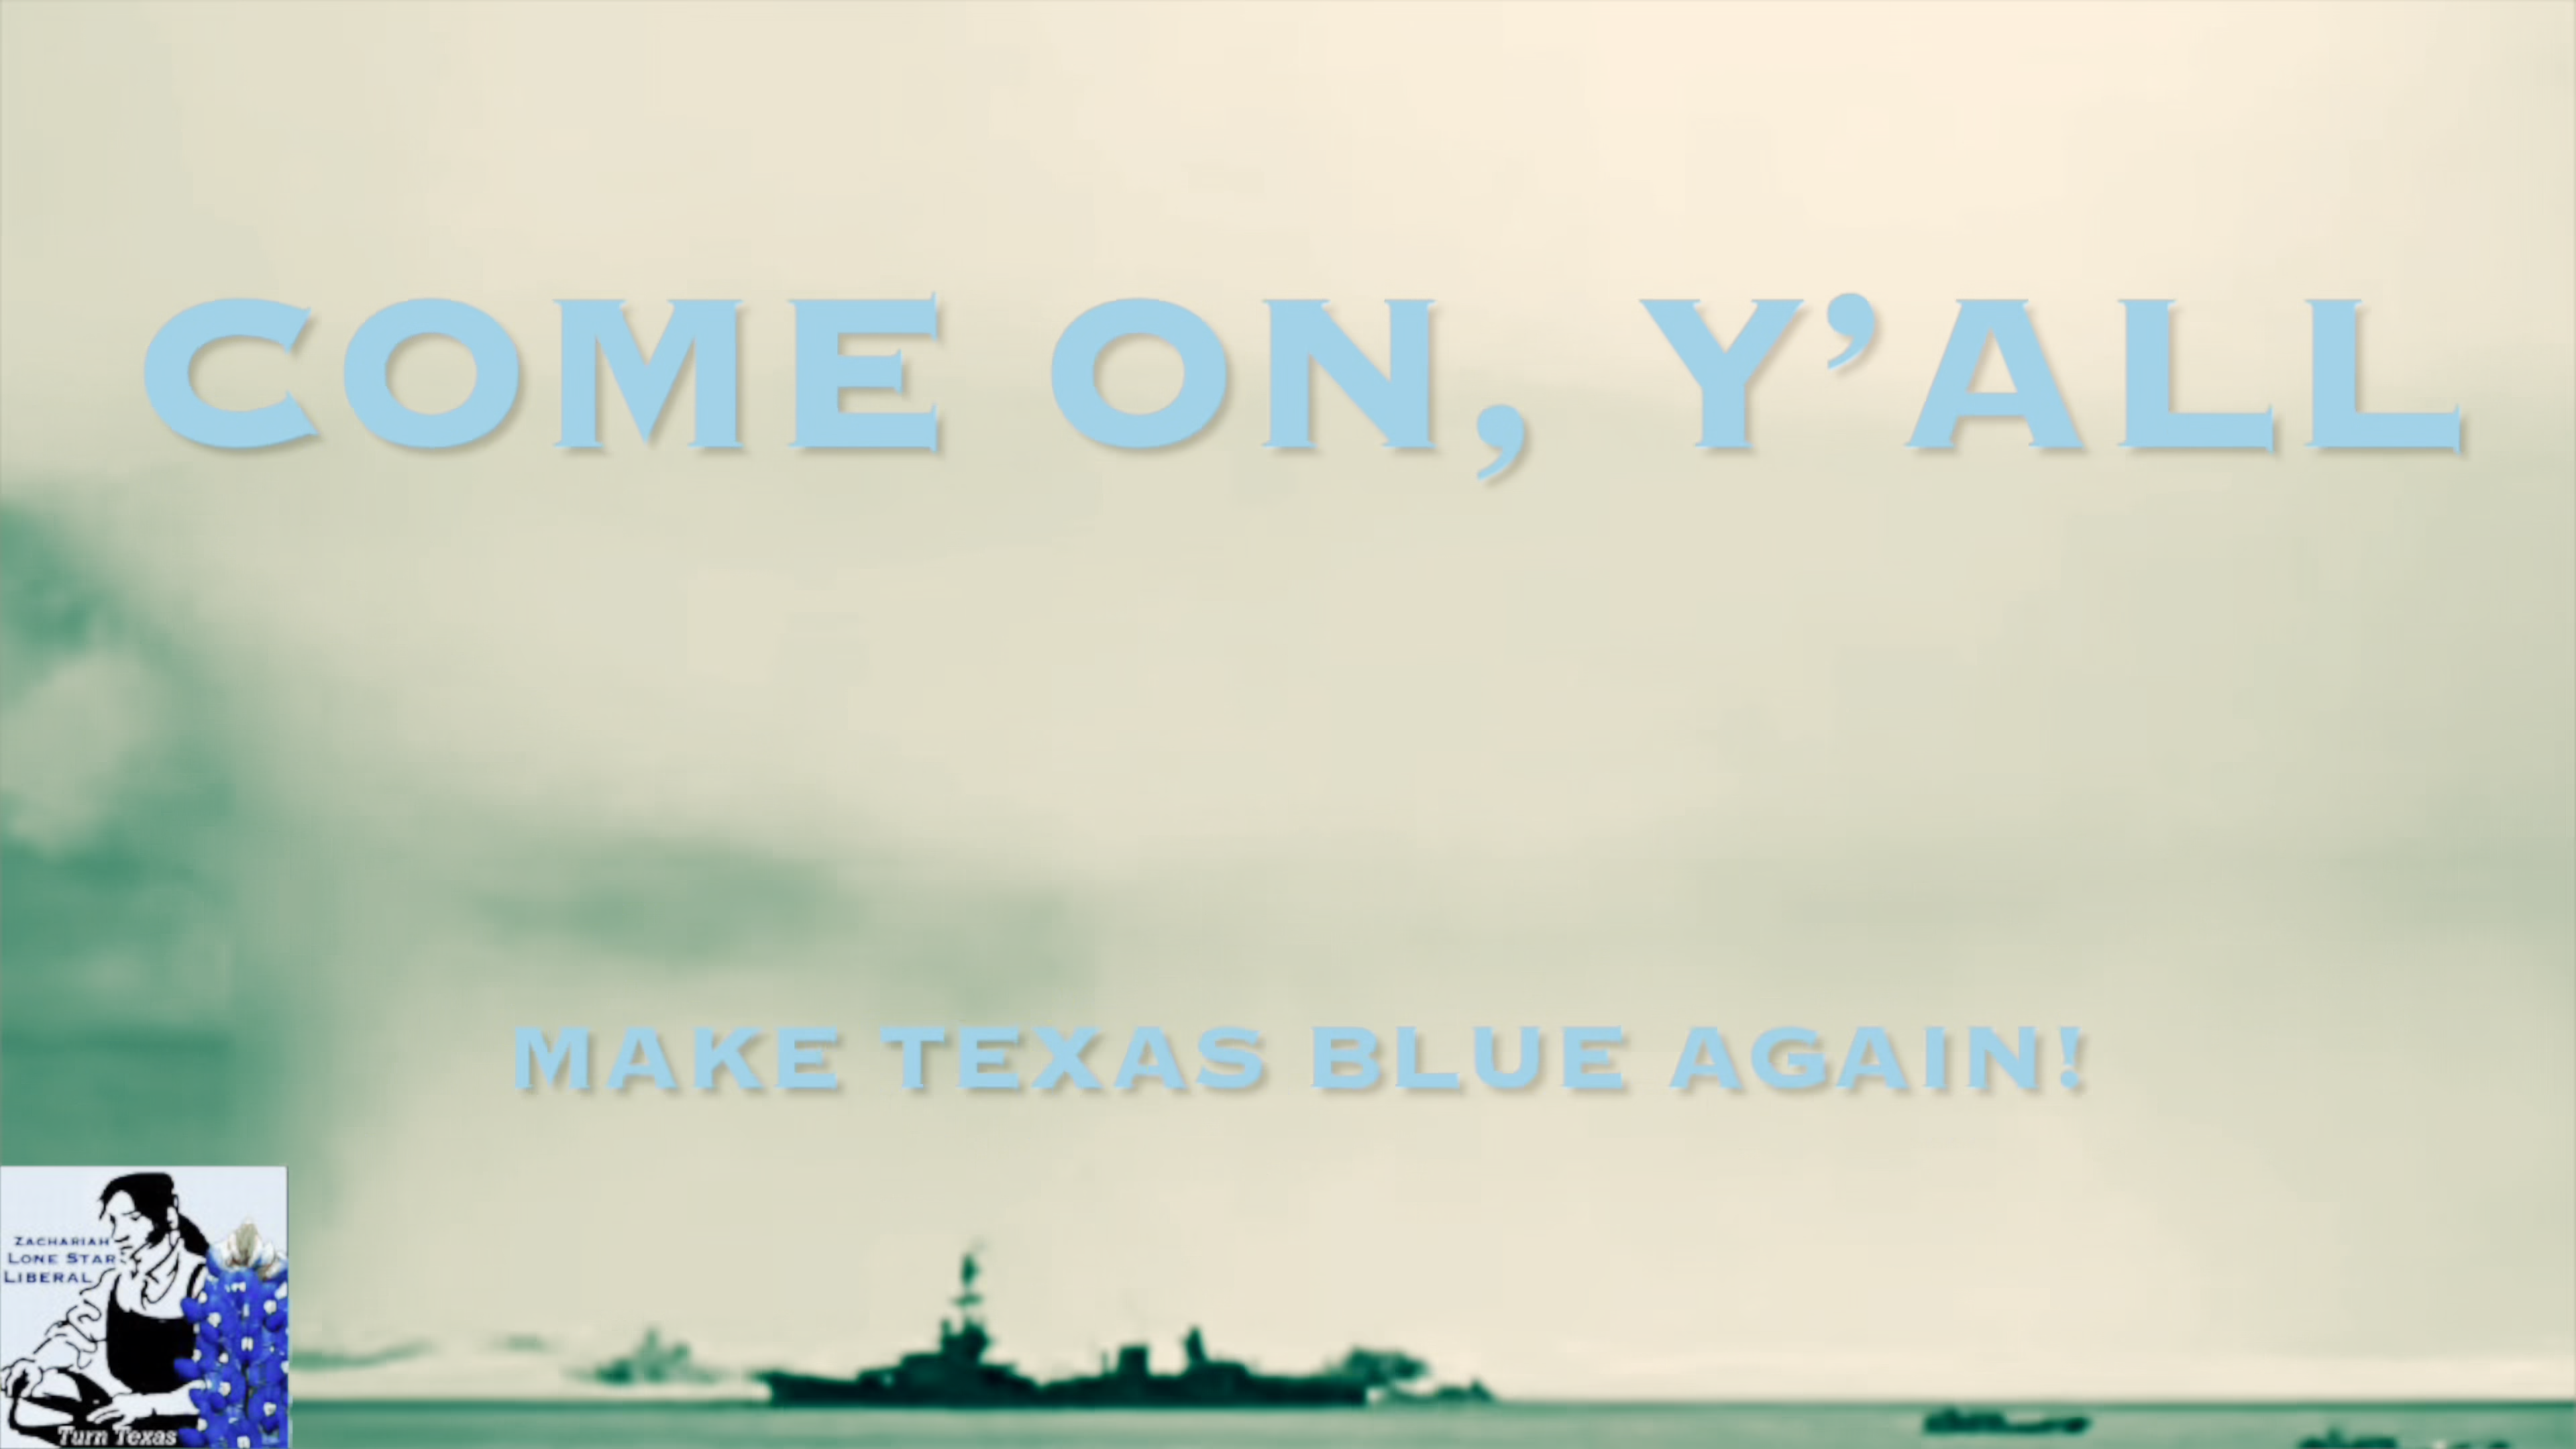 COME ON, Y’ALL
MAKE TEXAS BLUE AGAIN!
ZACHARIAH
LONE STAR
LIBERAL
Turn Texas